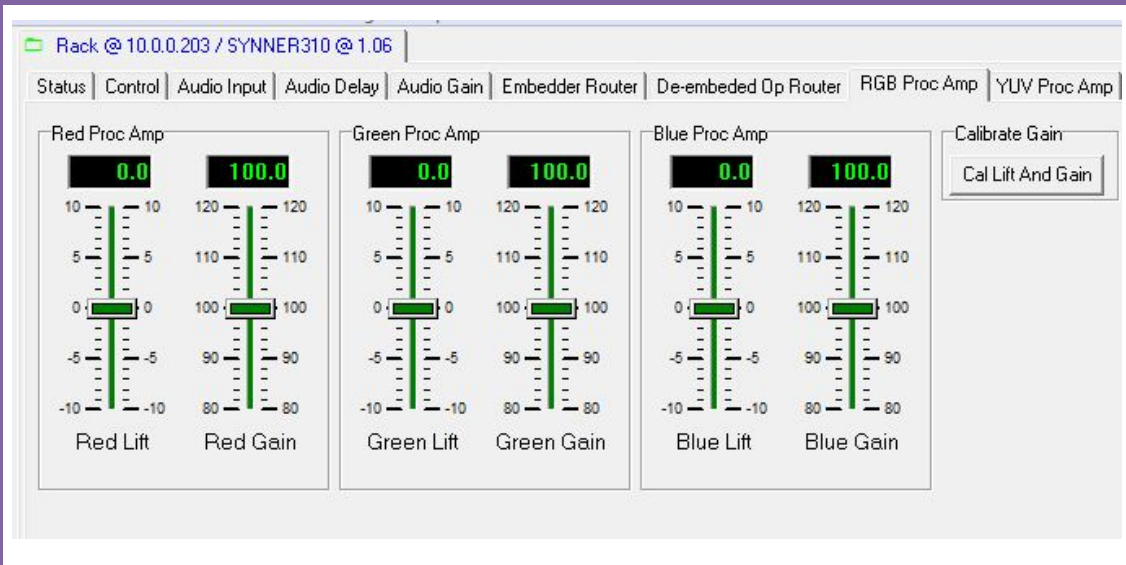 Rack @ 10.0.0.203 / SYNNER310 @ 1.06
Status Control Audio Input Audio Delay Audio Gain Embedder Router De-embeded Op Router RGB Proc Amp YUV Proc Amp
Red Proc Amp Green Proc Amp Blue Proc Amp Calibrate Gain
0.0 100.0 0.0 100.0 0.0 100.0 Cal Lift And Gain
10 10 120 120 10 10 120 120 10 10 120 120
5 5 110 110 5 5 110 110 5 5 110 110
0 0 100 100 0 0 100 100 0 0 100 100
-5 -5 90 90 -5 -5 90 90 -5 -5 90 90
-10 -10 80 80 -10 -10 80 80 -10 -10 80 80
Red Lift Red Gain Green Lift Green Gain Blue Lift Blue Gain